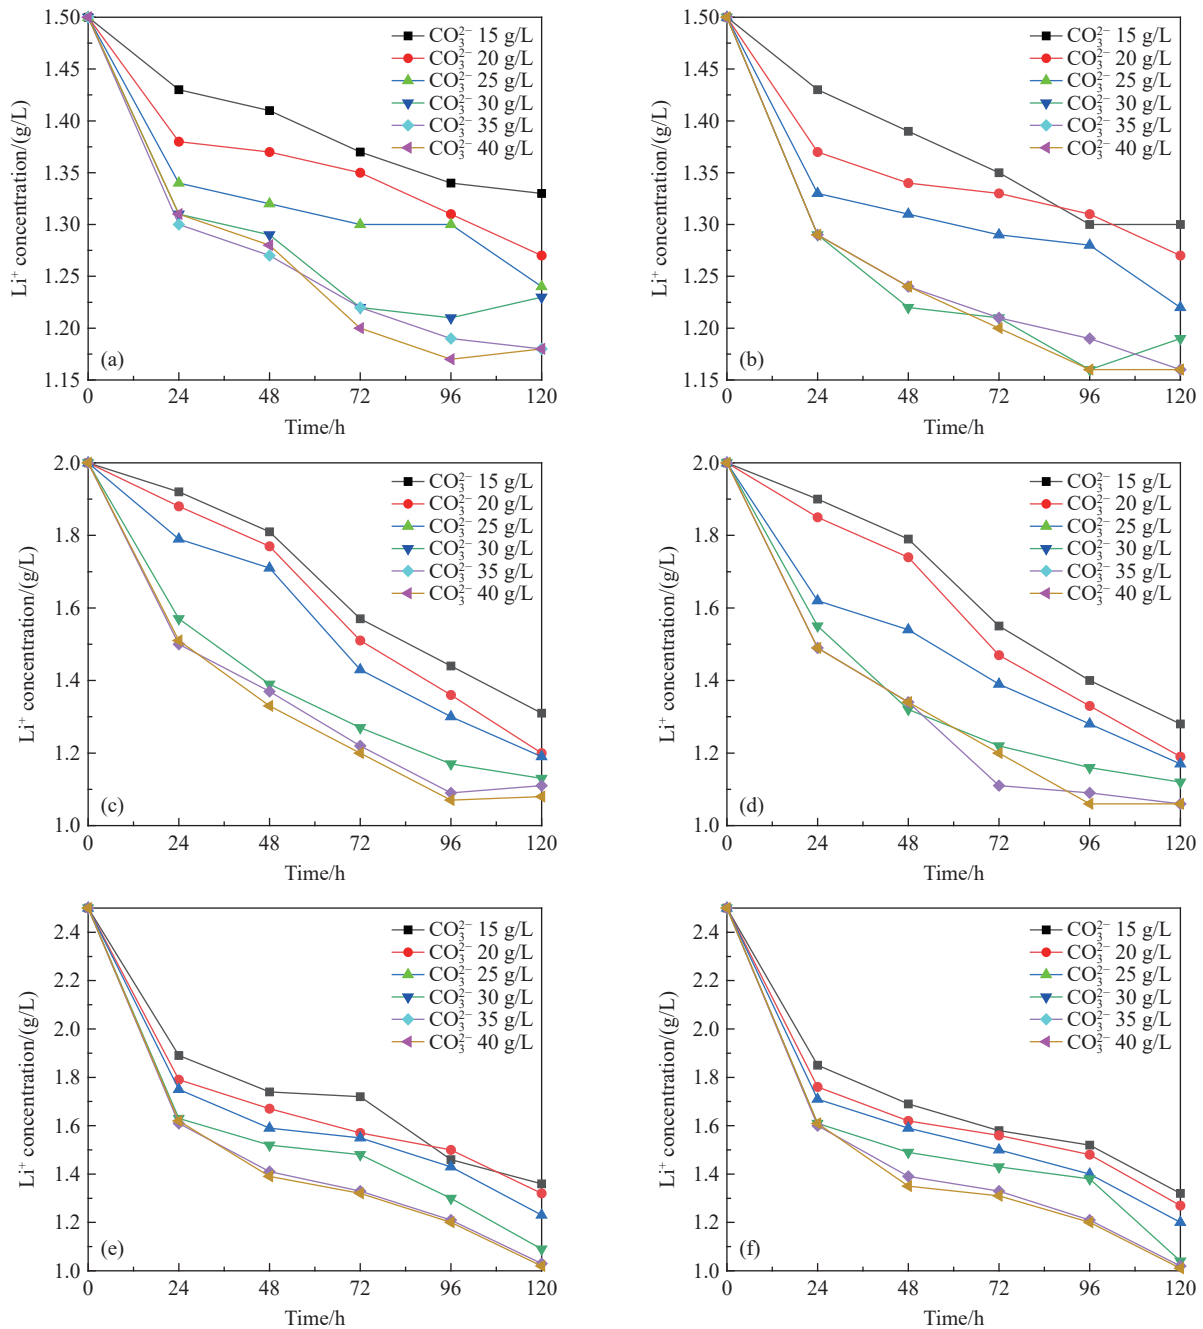 1.50
1.45
1.40
1.35
1.30
1.25
1.20
1.15
Li⁺ concentration/(g/L)
CO₃²⁻ 15 g/L
CO₃²⁻ 20 g/L
CO₃²⁻ 25 g/L
CO₃²⁻ 30 g/L
CO₃²⁻ 35 g/L
CO₃²⁻ 40 g/L
(a)
0 24 48 72 96 120
Time/h
1.50
1.45
1.40
1.35
1.30
1.25
1.20
1.15
Li⁺ concentration/(g/L)
CO₃²⁻ 15 g/L
CO₃²⁻ 20 g/L
CO₃²⁻ 25 g/L
CO₃²⁻ 30 g/L
CO₃²⁻ 35 g/L
CO₃²⁻ 40 g/L
(b)
0 24 48 72 96 120
Time/h
2.0
1.8
1.6
1.4
1.2
1.0
Li⁺ concentration/(g/L)
CO₃²⁻ 15 g/L
CO₃²⁻ 20 g/L
CO₃²⁻ 25 g/L
CO₃²⁻ 30 g/L
CO₃²⁻ 35 g/L
CO₃²⁻ 40 g/L
(c)
0 24 48 72 96 120
Time/h
2.0
1.8
1.6
1.4
1.2
1.0
Li⁺ concentration/(g/L)
CO₃²⁻ 15 g/L
CO₃²⁻ 20 g/L
CO₃²⁻ 25 g/L
CO₃²⁻ 30 g/L
CO₃²⁻ 35 g/L
CO₃²⁻ 40 g/L
(d)
0 24 48 72 96 120
Time/h
2.4
2.2
2.0
1.8
1.6
1.4
1.2
1.0
Li⁺ concentration/(g/L)
CO₃²⁻ 15 g/L
CO₃²⁻ 20 g/L
CO₃²⁻ 25 g/L
CO₃²⁻ 30 g/L
CO₃²⁻ 35 g/L
CO₃²⁻ 40 g/L
(e)
0 24 48 72 96 120
Time/h
2.4
2.2
2.0
1.8
1.6
1.4
1.2
1.0
Li⁺ concentration/(g/L)
CO₃²⁻ 15 g/L
CO₃²⁻ 20 g/L
CO₃²⁻ 25 g/L
CO₃²⁻ 30 g/L
CO₃²⁻ 35 g/L
CO₃²⁻ 40 g/L
(f)
0 24 48 72 96 120
Time/h